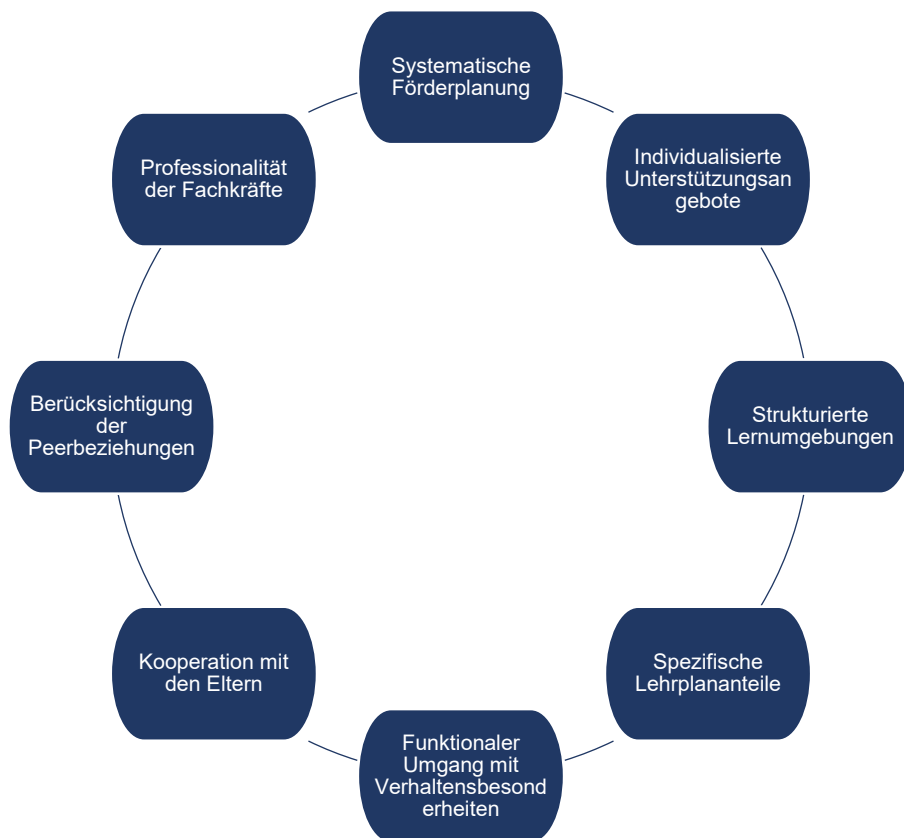 Systematische
Förderplanung
Individualisierte
Unterstützungsan
gebote
Strukturierte
Lernumgebungen
Spezifische
Lehrplananteile
Funktionaler
Umgang mit
Verhaltensbesond
erheiten
Kooperation mit
den Eltern
Berücksichtigung
der
Peerbeziehungen
Professionalität
der Fachkräfte